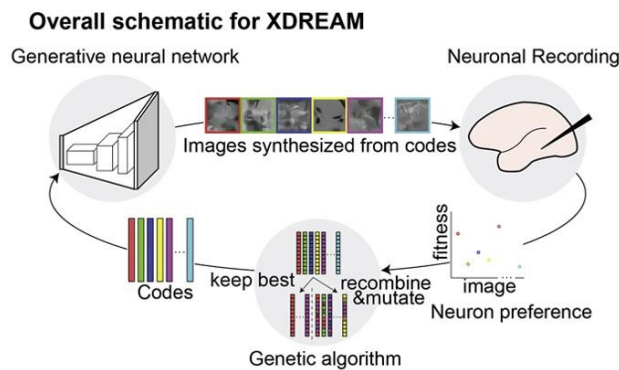 Overall schematic for XDREAM
Generative neural network
Neuronal Recording
Images synthesized from codes
fitness
image
Neuron preference
recombine
&mutate
keep best
Genetic algorithm
Codes